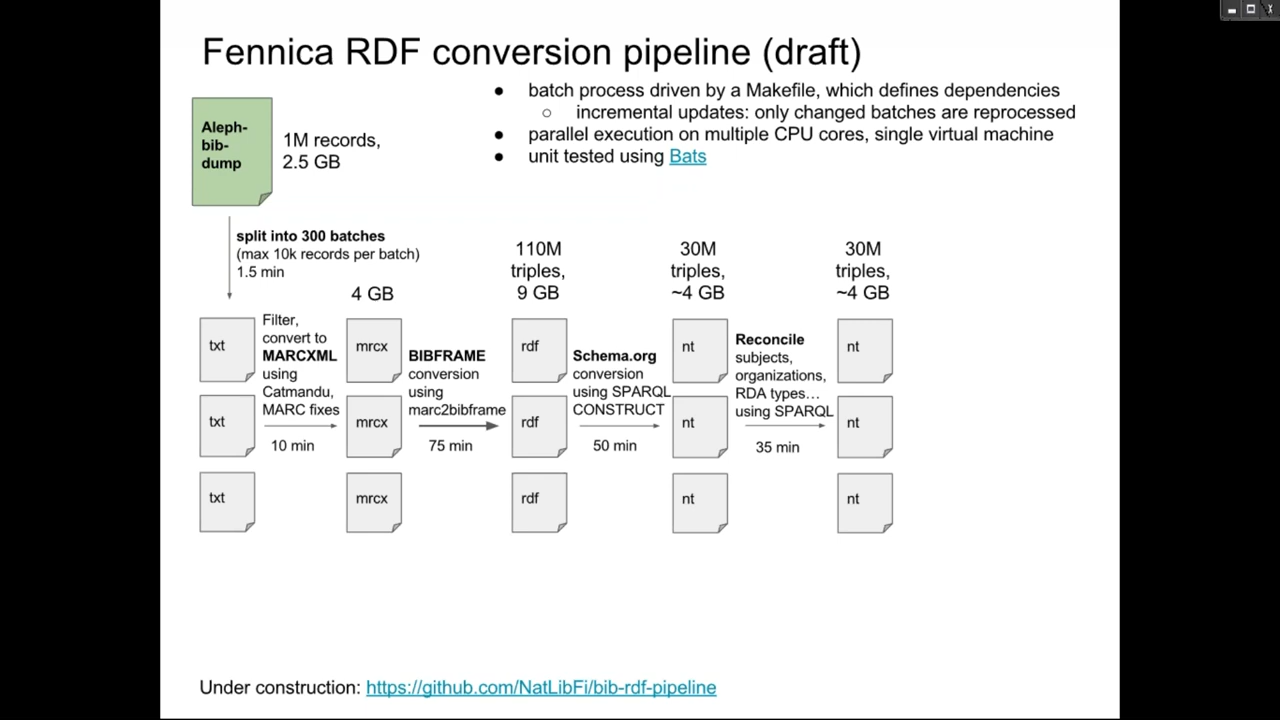 Fennica RDF conversion pipeline (draft)
● batch process driven by a Makefile, which defines dependencies
○ incremental updates: only changed batches are reprocessed
● parallel execution on multiple CPU cores, single virtual machine
● unit tested using Bats
Aleph-
bib-
dump
1M records,
2.5 GB
split into 300 batches
(max 10k records per batch)
1.5 min
4 GB
110M
triples,
9 GB
30M
triples,
~4 GB
30M
triples,
~4 GB
txt
txt
txt
Filter,
convert to
MARCXML
using
Catmandu,
MARC fixes
10 min
mrcx
mrcx
mrcx
BIBFRAME
conversion
using
marc2bibframe
75 min
rdf
rdf
rdf
Schema.org
conversion
using SPARQL
CONSTRUCT
50 min
nt
nt
nt
Reconcile
subjects,
organizations,
RDA types…
using SPARQL
35 min
nt
nt
nt
Under construction: https://github.com/NatLibFi/bib-rdf-pipeline